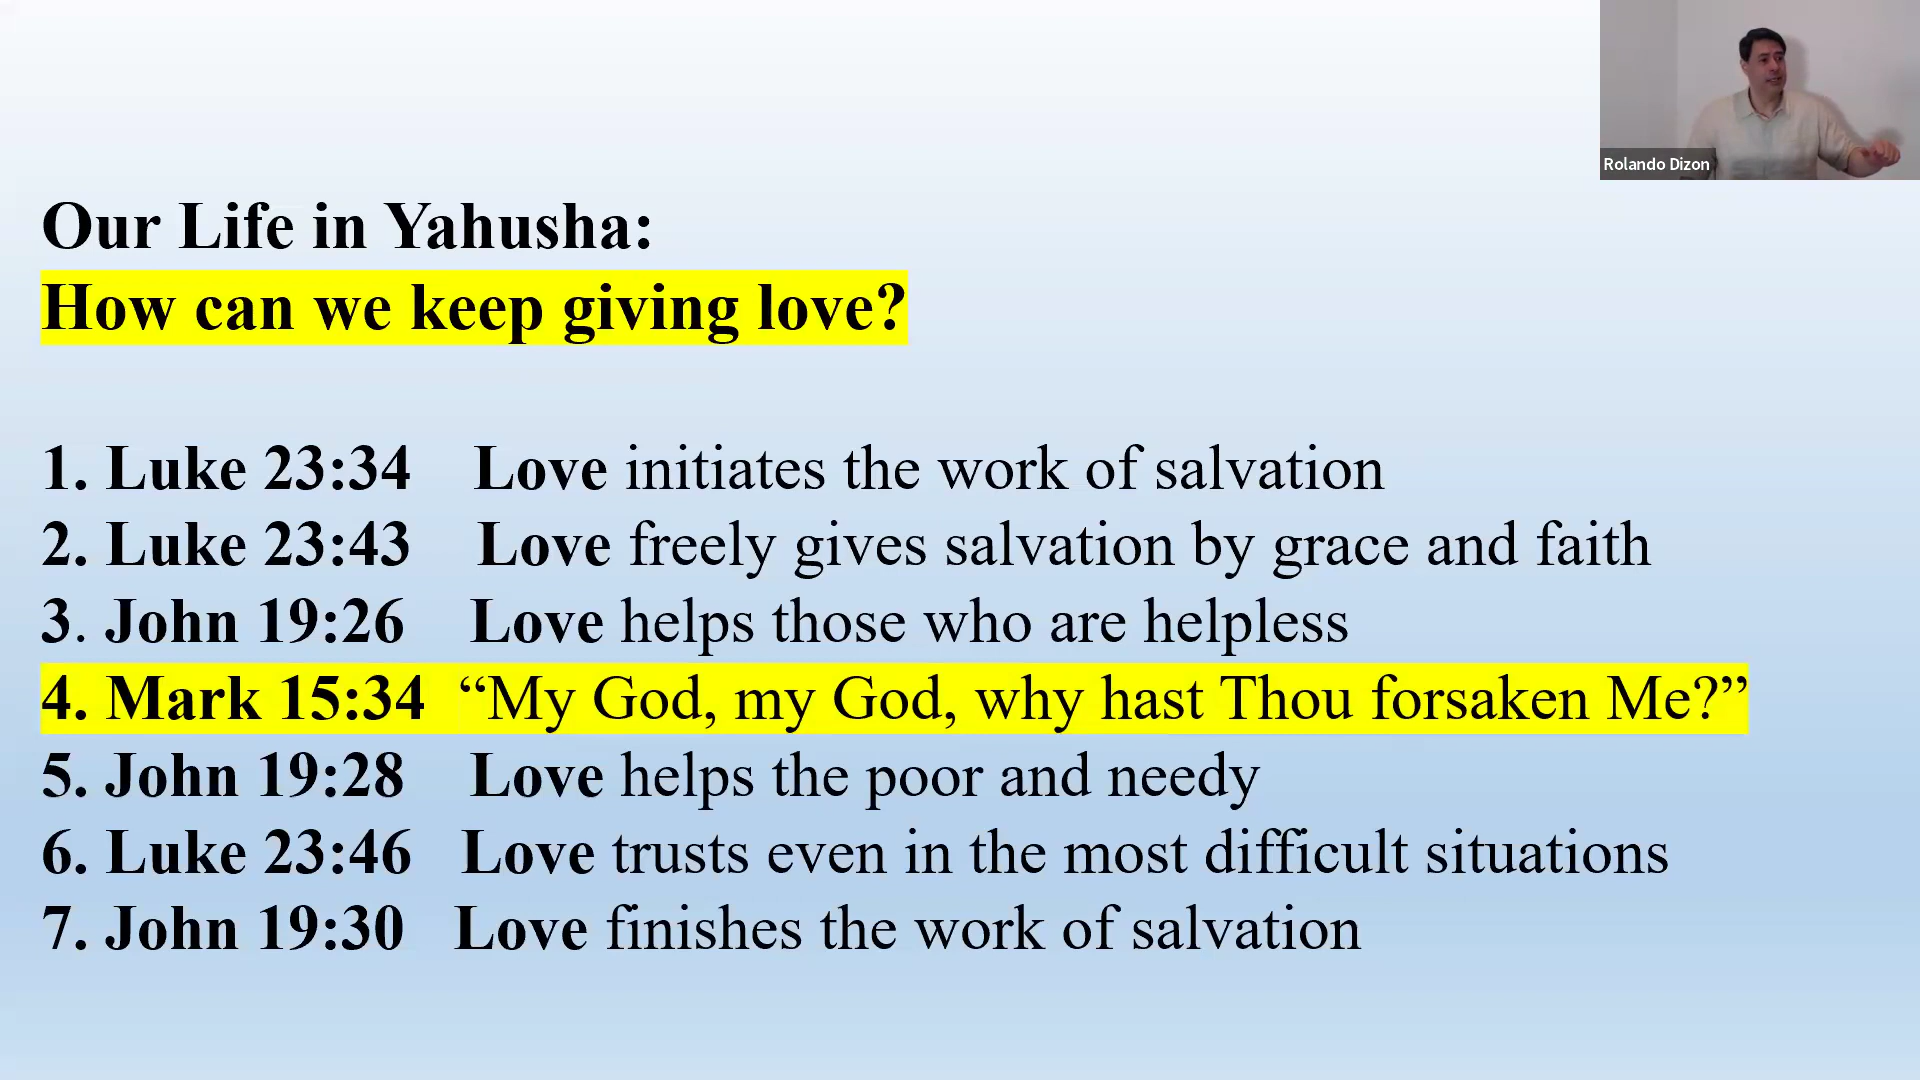 Rolando Dizon
Our Life in Yahusha:
How can we keep giving love?
1. Luke 23:34 Love initiates the work of salvation
2. Luke 23:43 Love freely gives salvation by grace and faith
3. John 19:26 Love helps those who are helpless
4. Mark 15:34 “My God, my God, why hast Thou forsaken Me?”
5. John 19:28 Love helps the poor and needy
6. Luke 23:46 Love trusts even in the most difficult situations
7. John 19:30 Love finishes the work of salvation